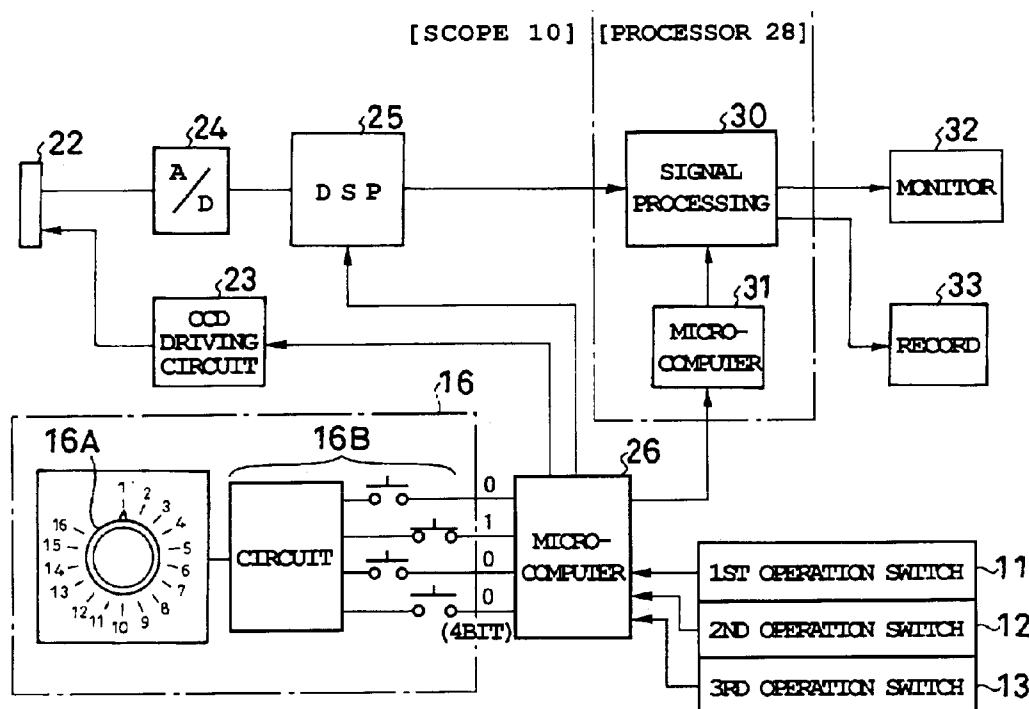 [SCOPE 10] [PROCESSOR 28]
22
24
A/D
25
DSP
30
SIGNAL
PROCESSING
32
MONITOR
23
CCD
DRIVING
CIRCUIT
31
MICRO-
COMPUTER
33
RECORD
16
16A
16B
1
2
3
4
5
6
7
8
9
10
11
12
13
14
15
16
CIRCUIT
0
1
0
0
(4BIT)
26
MICRO-
COMPUTER
1ST OPERATION SWITCH
11
2ND OPERATION SWITCH
12
3RD OPERATION SWITCH
13